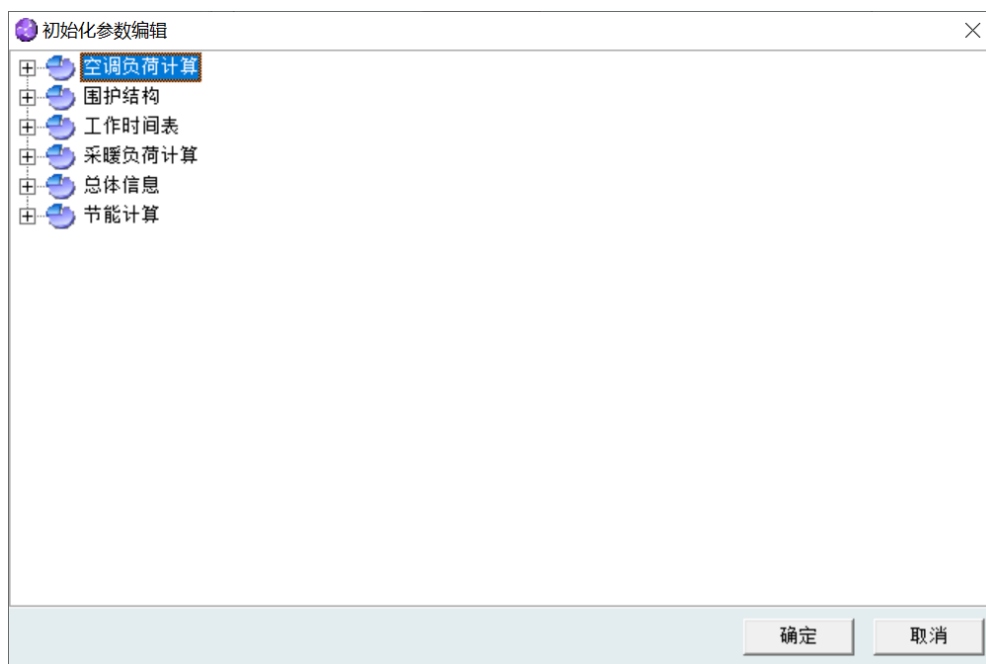 初始化参数编辑
空调负荷计算
围护结构
工作时间表
采暖负荷计算
总体信息
节能计算
确定 取消